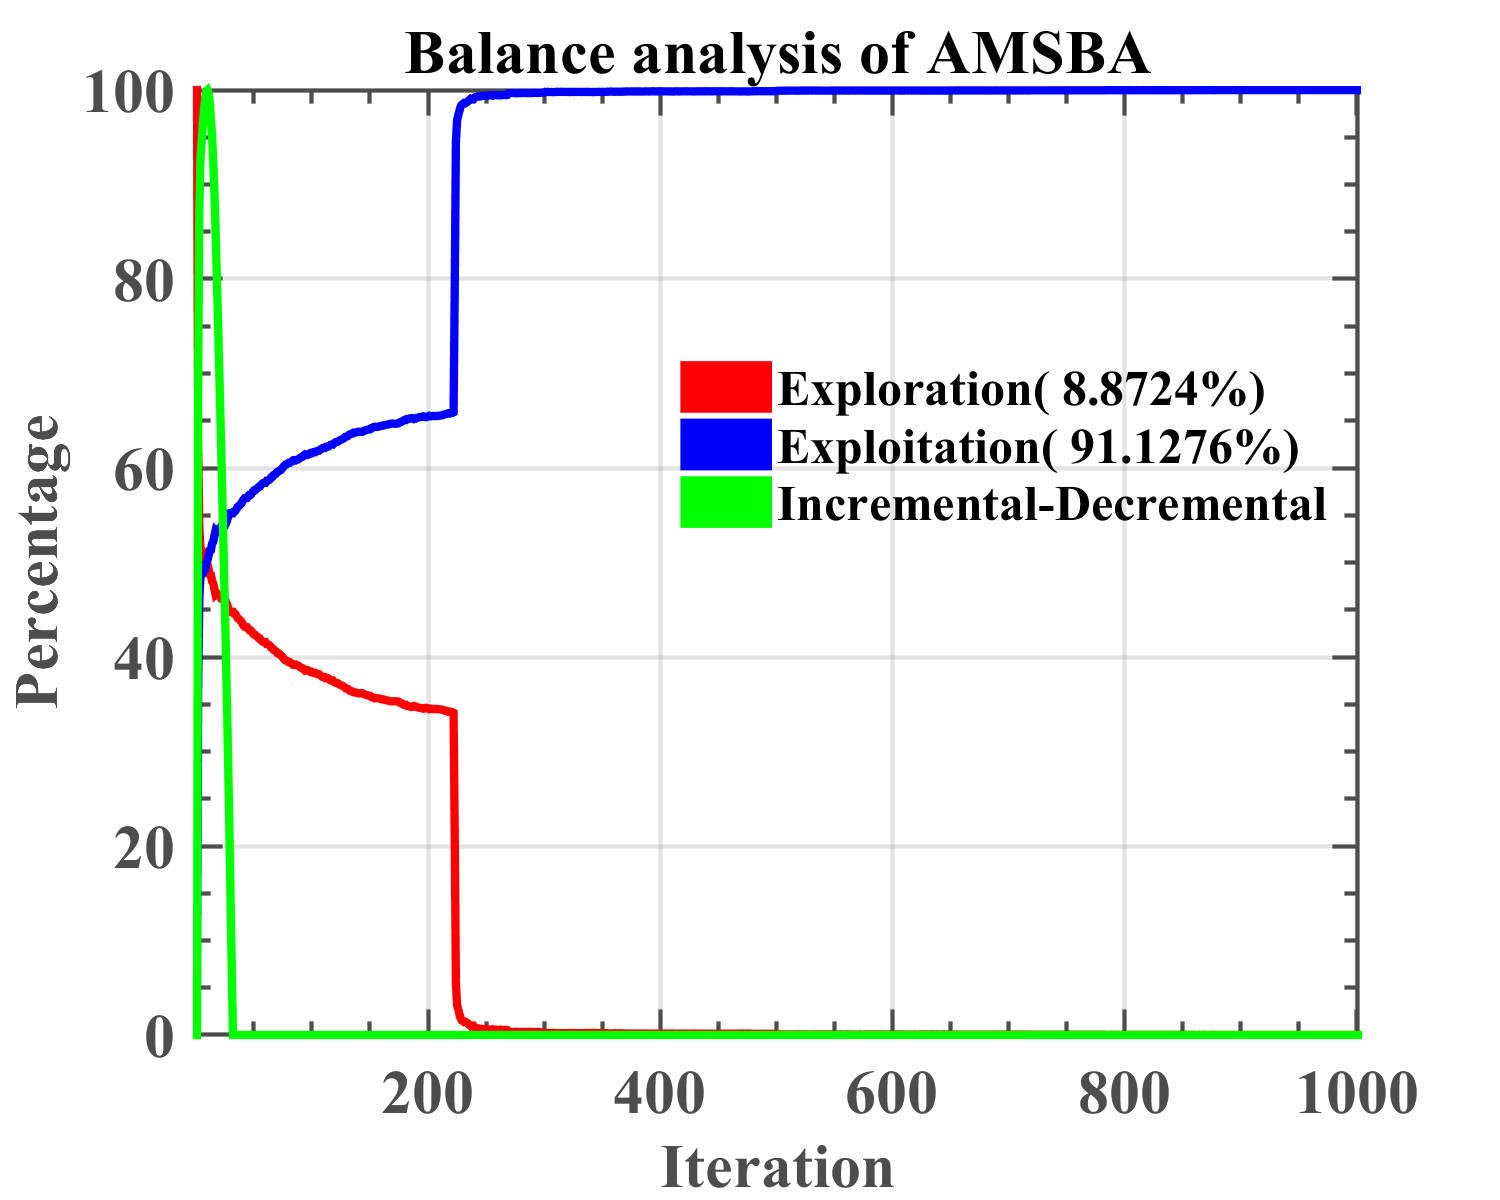 Balance analysis of AMSBA
100
80
60
40
20
0
Percentage
Exploration( 8.8724%)
Exploitation( 91.1276%)
Incremental-Decremental
200 400 600 800 1000
Iteration